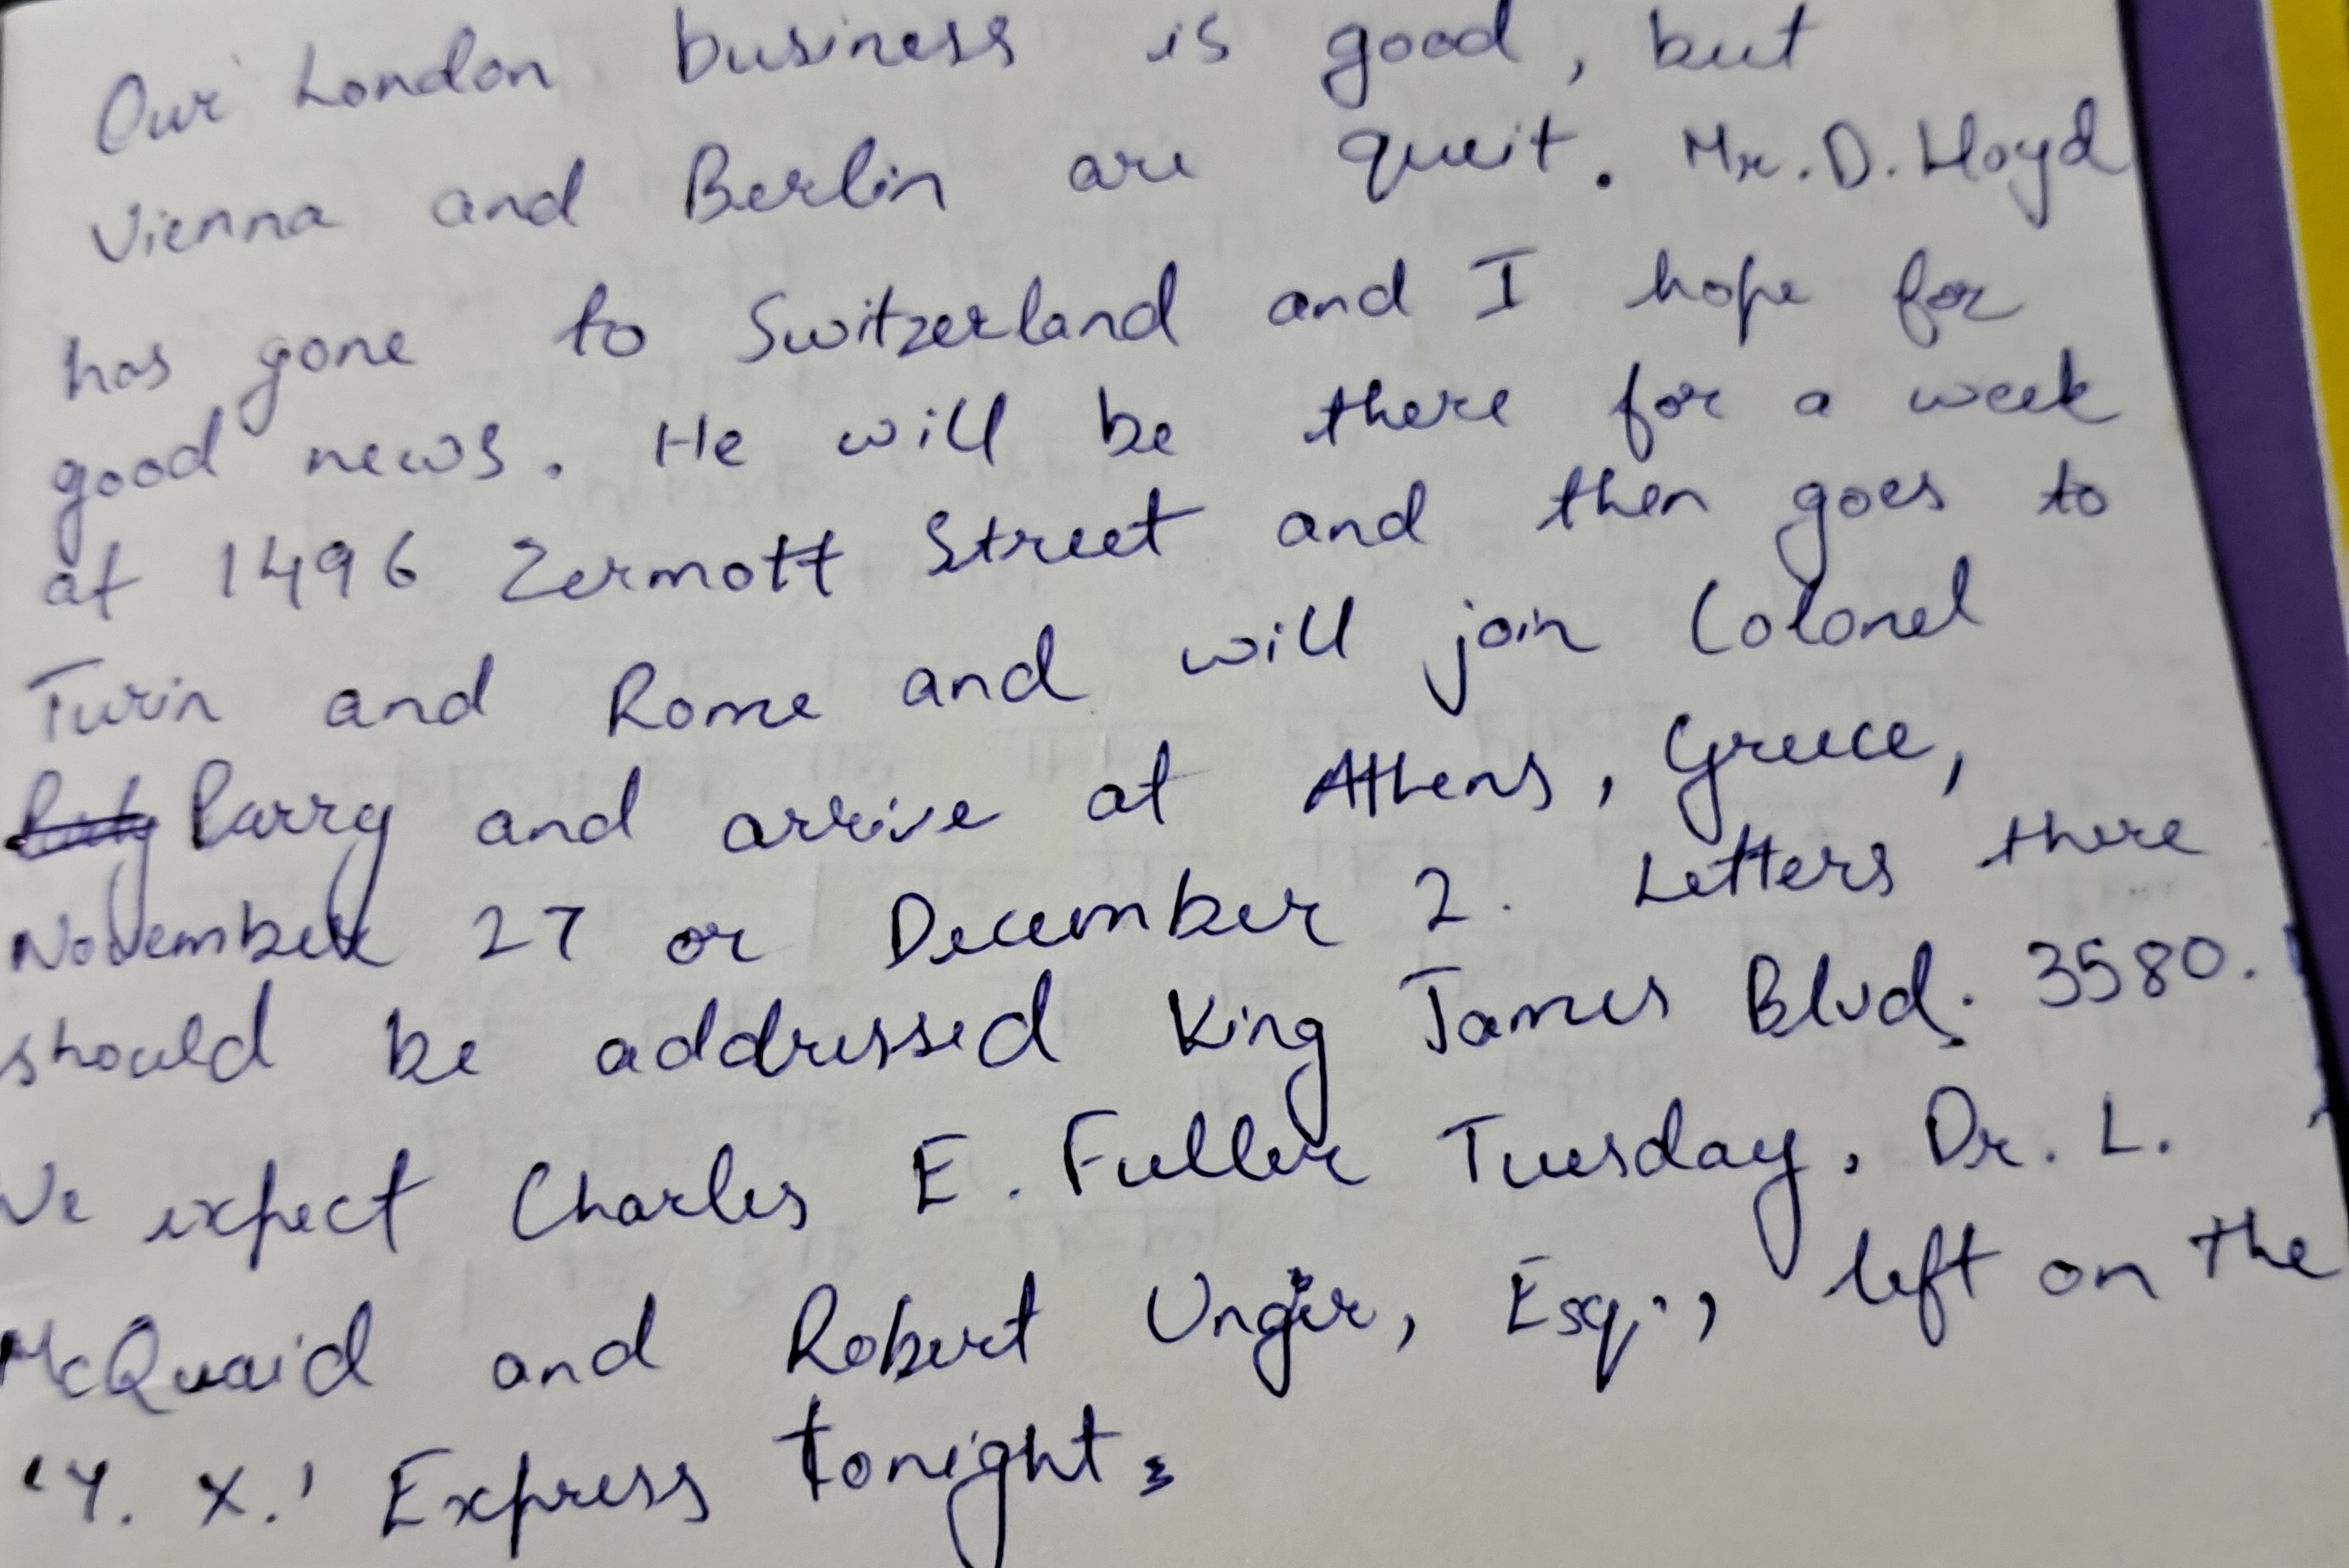 Our London business is good, but
Vienna and Berlin are queit. Mr. D. Lloyd
has gone to Switzerland and I hope for
good news. He will be there for a week
at 1496 Zermott Street and then goes to
Turin and Rome and will join Colonel
Parry and arrive at Athens, Greece,
November 27 or December 2. Letters there
should be addressed King James Blvd. 3580.
We expect Charles E. Fuller Tuesday. Dr. L.
McQuaid and Robert Unger, Esq., left on the
'Y. X.' Express tonight.